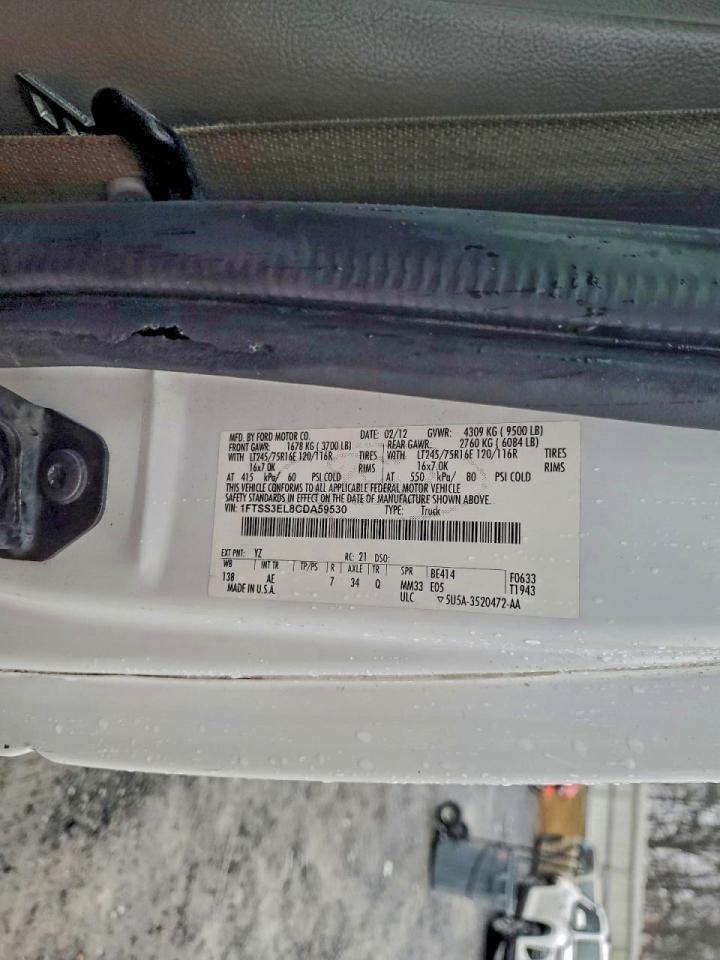 MFD. BY FORD MOTOR CO. DATE: 02/12 GVWR: 4309 KG ( 9500 LB)
FRONT GAWR: 1678 KG ( 3700 LB) REAR GAWR: 2760 KG ( 6084 LB)
WITH LT245/75R16E 120/116R TIRES WITH LT245/75R16E 120/116R TIRES
16x7.0K RIMS 16x7.0K RIMS
AT 415 kPa/ 60 PSI COLD AT 550 kPa/ 80 PSI COLD
THIS VEHICLE CONFORMS TO ALL APPLICABLE FEDERAL MOTOR VEHICLE
SAFETY STANDARDS IN EFFECT ON THE DATE OF MANUFACTURE SHOWN ABOVE.
VIN: 1FTSS3EL8CDA59530 TYPE: Truck
EXT PNT: YZ RC: 21 DSO:
WB INT TR TP/PS R AXLE TR SPR BE414 F0633
138 AE 7 34 Q MM33 E05 T1943
MADE IN U.S.A. ULC ▽5U5A-3520472-AA